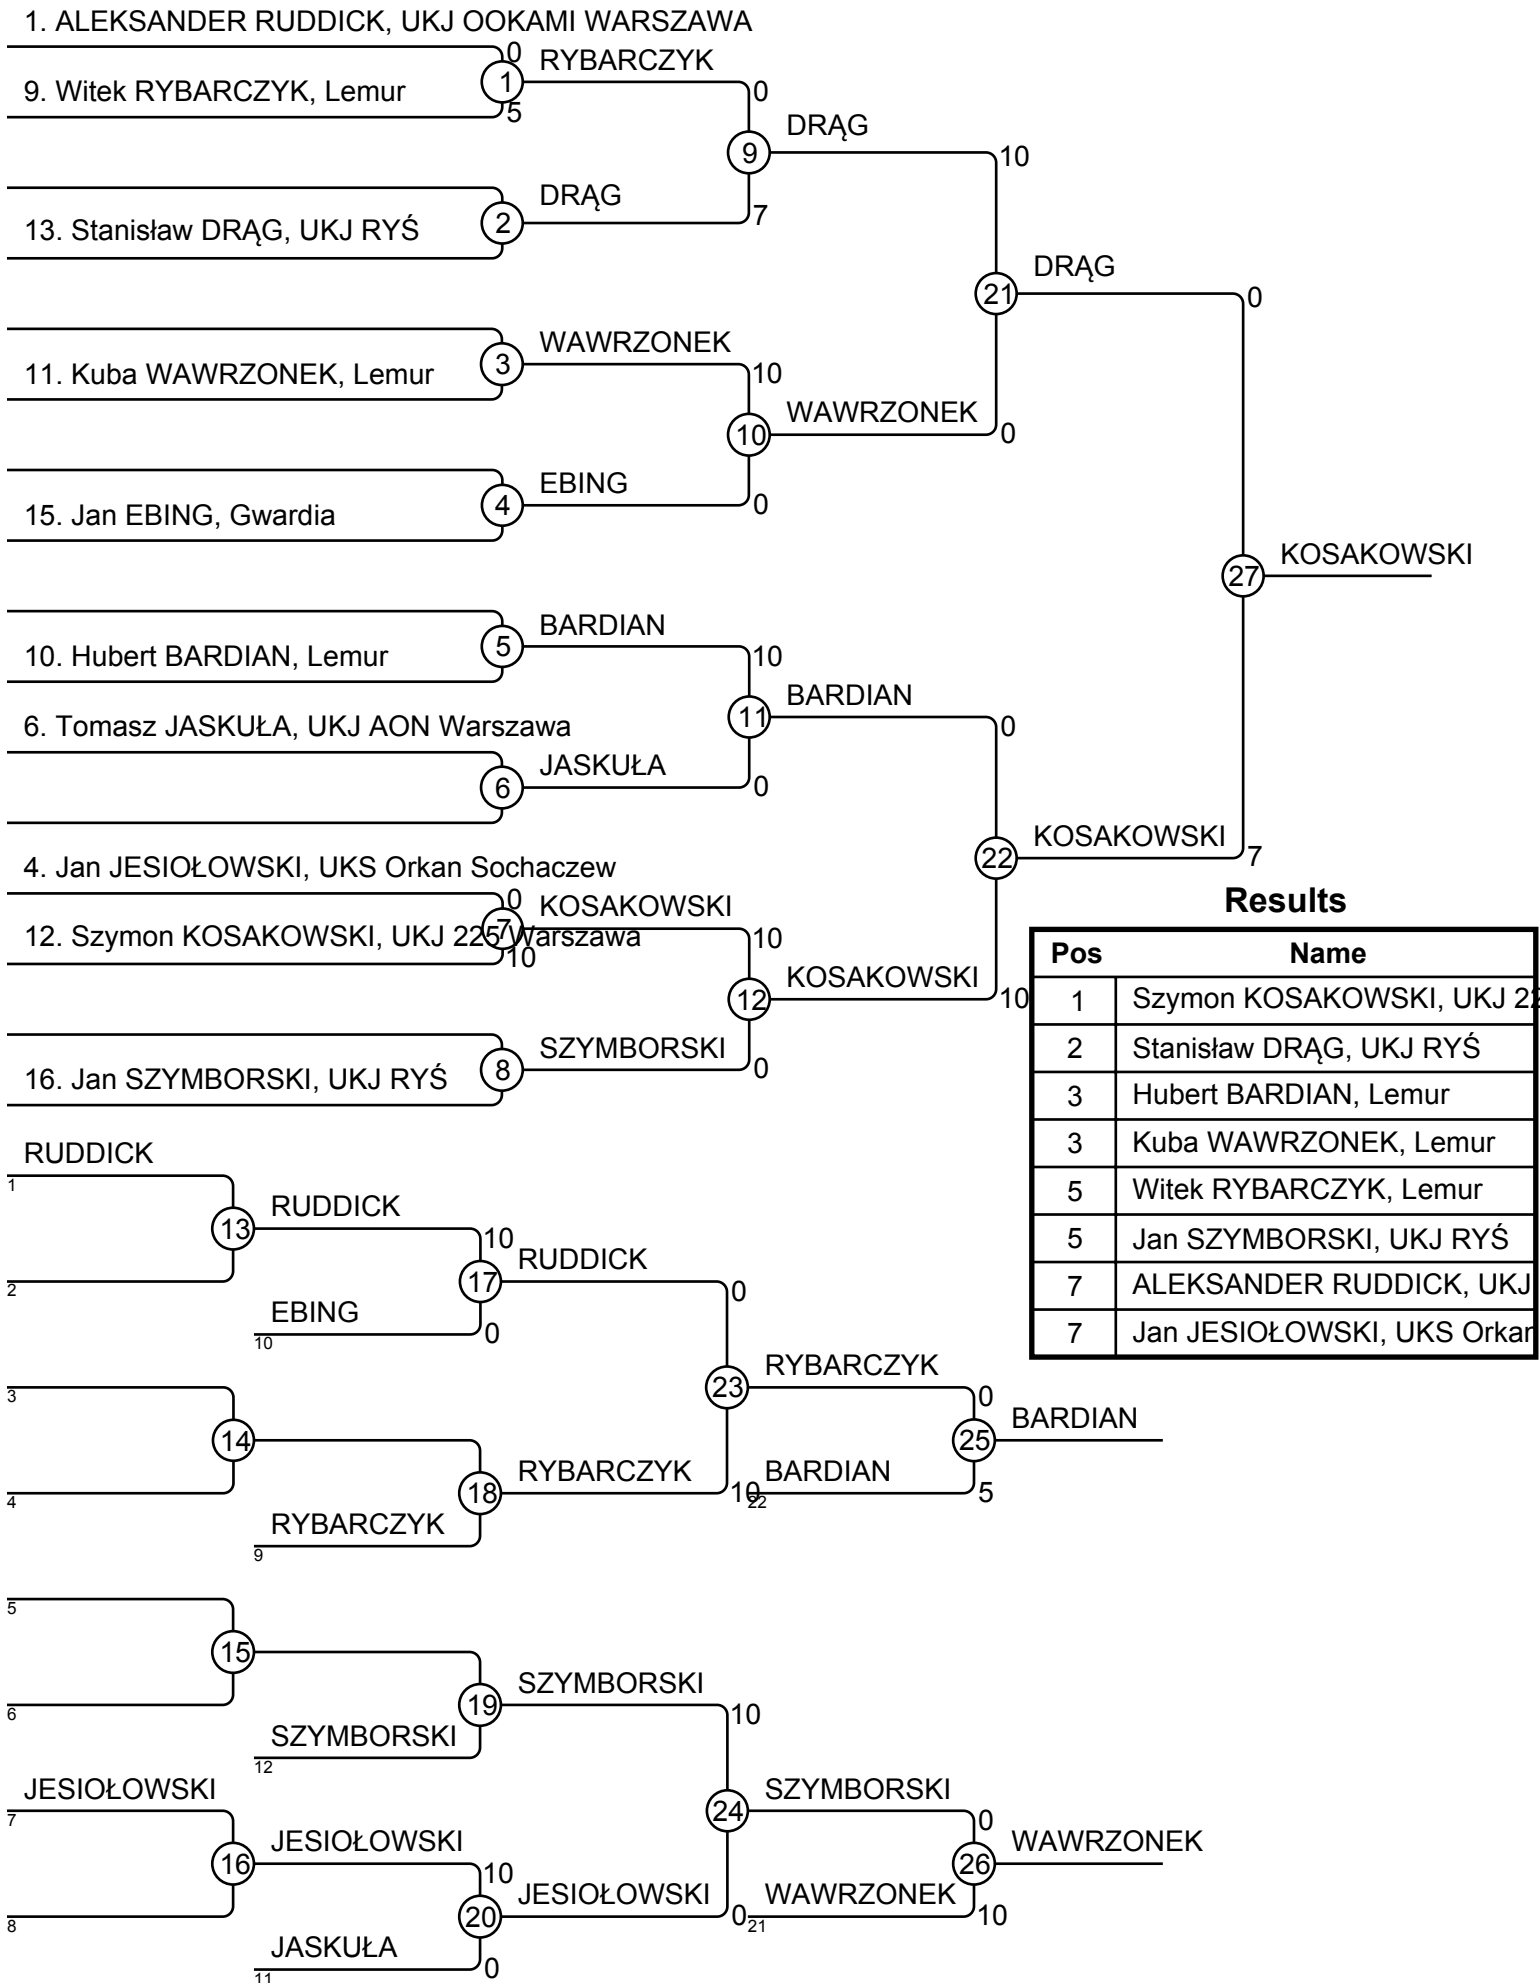 1. ALEKSANDER RUDDICK, UKJ OOKAMI WARSZAWA
0
RYBARCZYK
9. Witek RYBARCZYK, Lemur
1
5
0
DRĄG
9
10
DRĄG
13. Stanisław DRĄG, UKJ RYŚ
2
7
DRĄG
21
0
WAWRZONEK
11. Kuba WAWRZONEK, Lemur
3
10
WAWRZONEK
10
0
EBING
15. Jan EBING, Gwardia
4
0
KOSAKOWSKI
27
BARDIAN
10. Hubert BARDIAN, Lemur
5
10
BARDIAN
11
0
6. Tomasz JASKUŁA, UKJ AON Warszawa
JASKUŁA
6
0
KOSAKOWSKI
22
7
4. Jan JESIOŁOWSKI, UKS Orkan Sochaczew
0
KOSAKOWSKI
12. Szymon KOSAKOWSKI, UKJ 225 Warszawa
7
10
10
KOSAKOWSKI
12
10
SZYMBORSKI
16. Jan SZYMBORSKI, UKJ RYŚ
8
0
Results
Pos Name
1 Szymon KOSAKOWSKI, UKJ 22
2 Stanisław DRĄG, UKJ RYŚ
3 Hubert BARDIAN, Lemur
3 Kuba WAWRZONEK, Lemur
5 Witek RYBARCZYK, Lemur
5 Jan SZYMBORSKI, UKJ RYŚ
7 ALEKSANDER RUDDICK, UKJ
7 Jan JESIOŁOWSKI, UKS Orkan
RUDDICK
1
RUDDICK
13
10
RUDDICK
2
17
0
EBING
10
0
3
RYBARCZYK
23
0
BARDIAN
14
25
4
RYBARCZYK
18
10
BARDIAN
22
5
RYBARCZYK
9
5
15
SZYMBORSKI
6
19
10
SZYMBORSKI
12
JESIOŁOWSKI
7
SZYMBORSKI
24
0
JESIOŁOWSKI
16
10
WAWRZONEK
26
JESIOŁOWSKI
8
20
0
WAWRZONEK
21
10
JASKUŁA
11
0